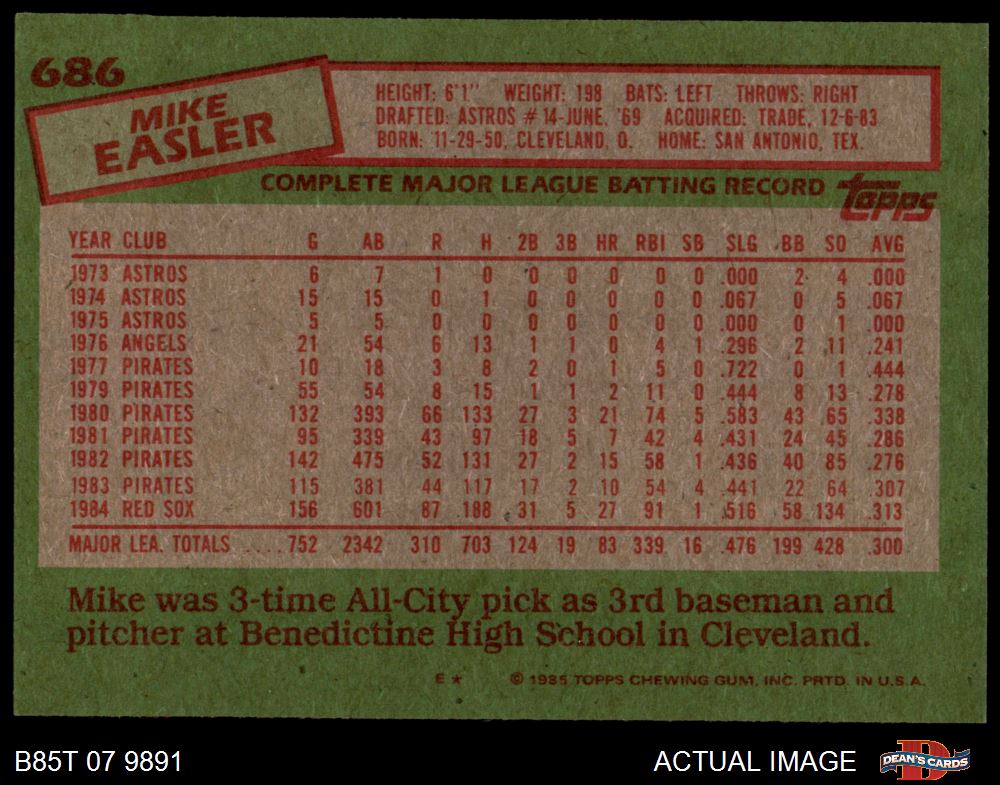 686
MIKE
EASLER
HEIGHT: 6'1" WEIGHT: 198 BATS: LEFT THROWS: RIGHT
DRAFTED: ASTROS #14-JUNE, '69 ACQUIRED: TRADE, 12-6-83
BORN: 11-29-50, CLEVELAND, O. HOME: SAN ANTONIO, TEX.
COMPLETE MAJOR LEAGUE BATTING RECORD topps
YEAR CLUB G AB R H 2B 3B HR RBI SB SLG BB SO AVG
1973 ASTROS 6 7 1 0 0 0 0 0 0 .000 2 4 .000
1974 ASTROS 15 15 0 1 0 0 0 0 0 .067 0 5 .067
1975 ASTROS 5 5 0 0 0 0 0 0 0 .000 0 1 .000
1976 ANGELS 21 54 6 13 1 1 0 4 1 .296 2 11 .241
1977 PIRATES 10 18 3 8 2 0 1 5 0 .722 0 1 .444
1979 PIRATES 55 54 8 15 1 1 2 11 0 .444 8 13 .278
1980 PIRATES 132 393 66 133 27 3 21 74 5 .583 43 65 .338
1981 PIRATES 95 339 43 97 18 5 7 42 4 .431 24 45 .286
1982 PIRATES 142 475 52 131 27 2 15 58 1 .436 40 85 .276
1983 PIRATES 115 381 44 117 17 2 10 54 4 .441 22 64 .307
1984 RED SOX 156 601 87 188 31 5 27 91 1 .516 58 134 .313
MAJOR LEA. TOTALS ..... 752 2342 310 703 124 19 83 339 16 .476 199 428 .300
Mike was 3-time All-City pick as 3rd baseman and
pitcher at Benedictine High School in Cleveland.
E* © 1985 TOPPS CHEWING GUM, INC. PRTD. IN U.S.A.
B85T 07 9891 ACTUAL IMAGE DEAN'S CARDS